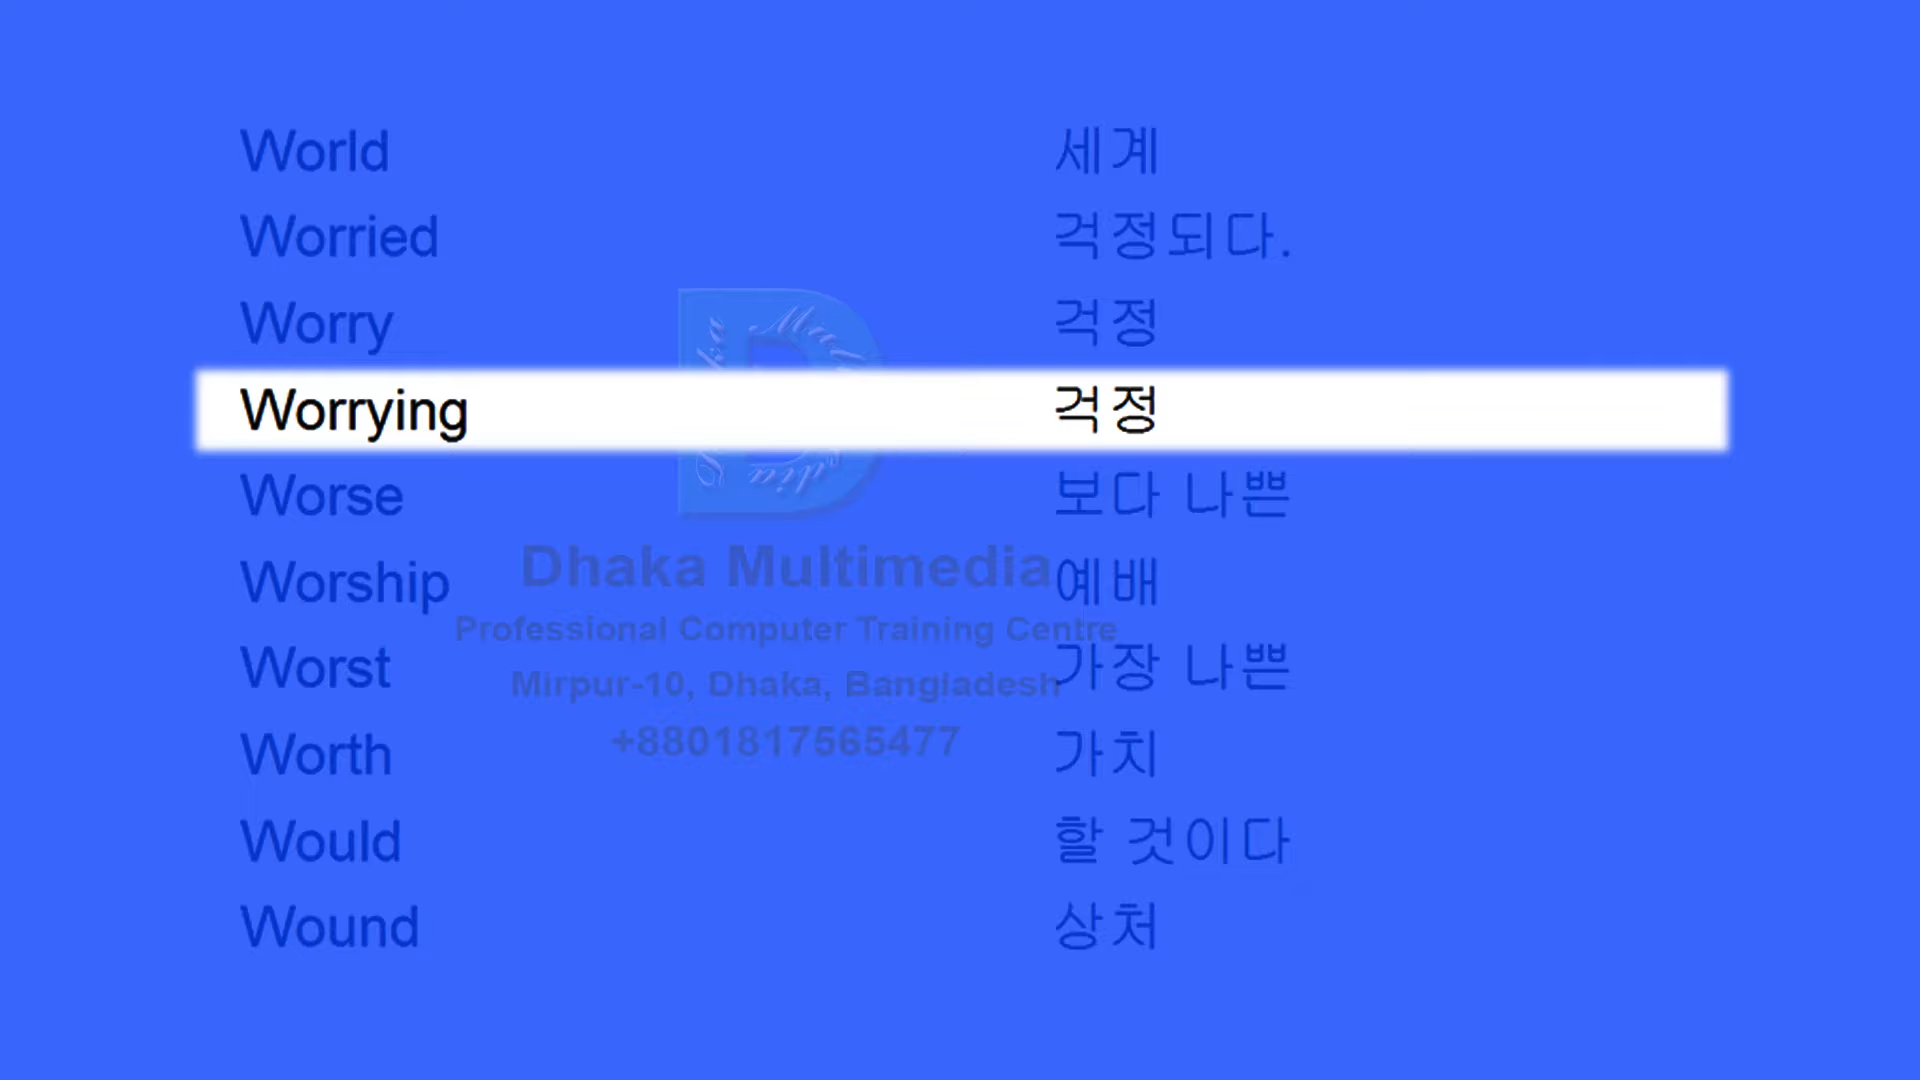 World 세계
Worried 걱정되다.
Worry 걱정
Worrying 걱정
Worse 보다 나쁜
Worship 예배
Worst 가장 나쁜
Worth 가치
Would 할 것이다
Wound 상처
Dhaka Multimedia
Professional Computer Training Centre
Mirpur-10, Dhaka, Bangladesh
+8801817565477